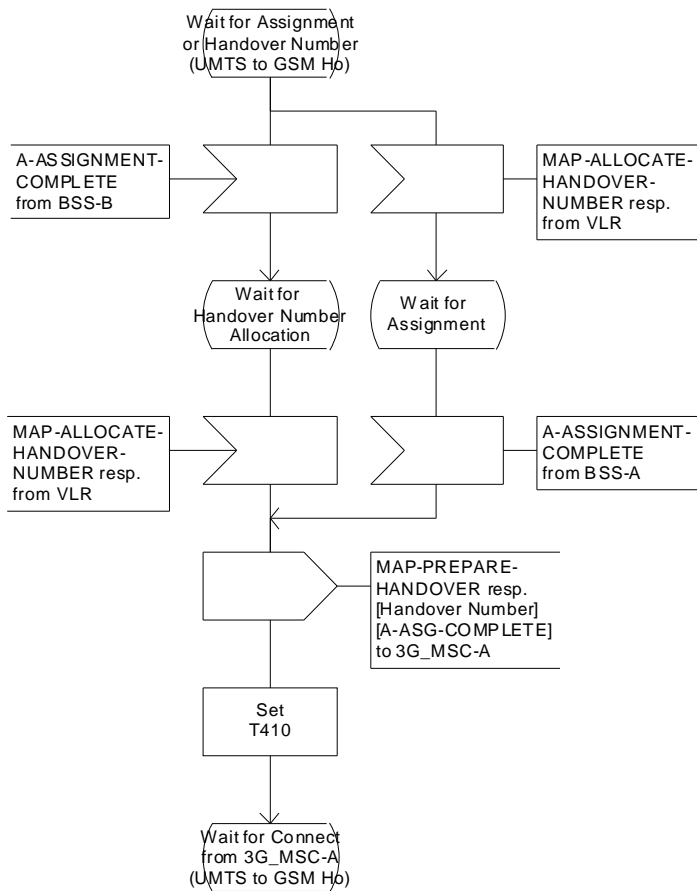 Wait for Assignment
or Handover Number
(UMTS to GSM Ho)
A-ASSIGNMENT-
COMPLETE
from BSS-B
MAP-ALLOCATE-
HANDOVER-
NUMBER resp.
from VLR
Wait for
Handover Number
Allocation
Wait for
Assignment
MAP-ALLOCATE-
HANDOVER-
NUMBER resp.
from VLR
A-ASSIGNMENT-
COMPLETE
from BSS-A
MAP-PREPARE-
HANDOVER resp.
[Handover Number]
[A-ASG-COMPLETE]
to 3G_MSC-A
Set
T410
Wait for Connect
from 3G_MSC-A
(UMTS to GSM Ho)